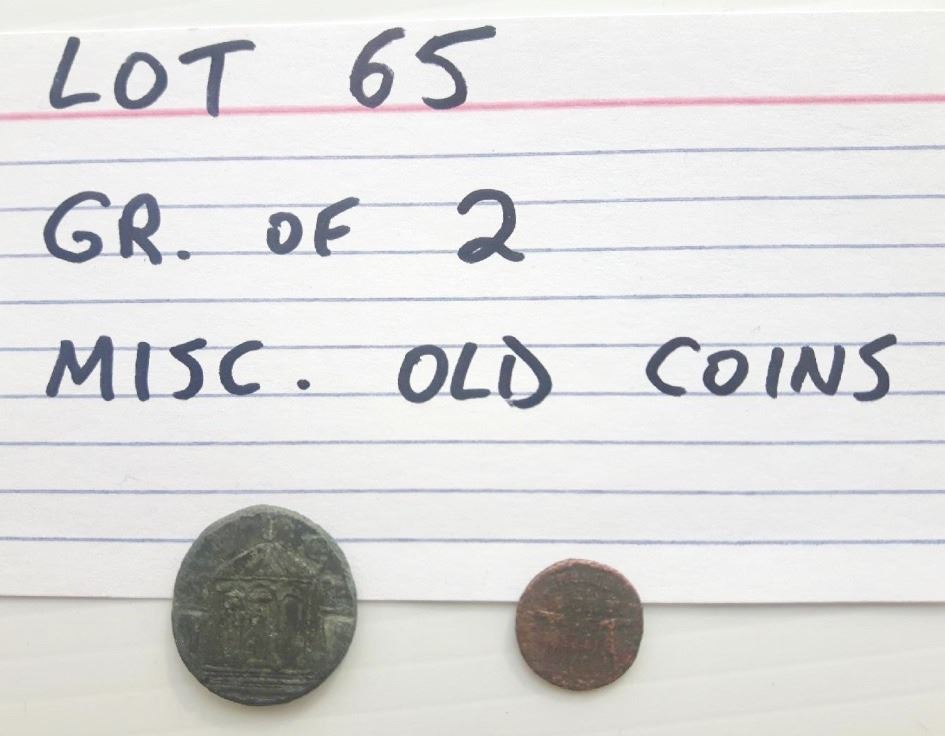 LOT 65
GR. OF 2
MISC. OLD COINS